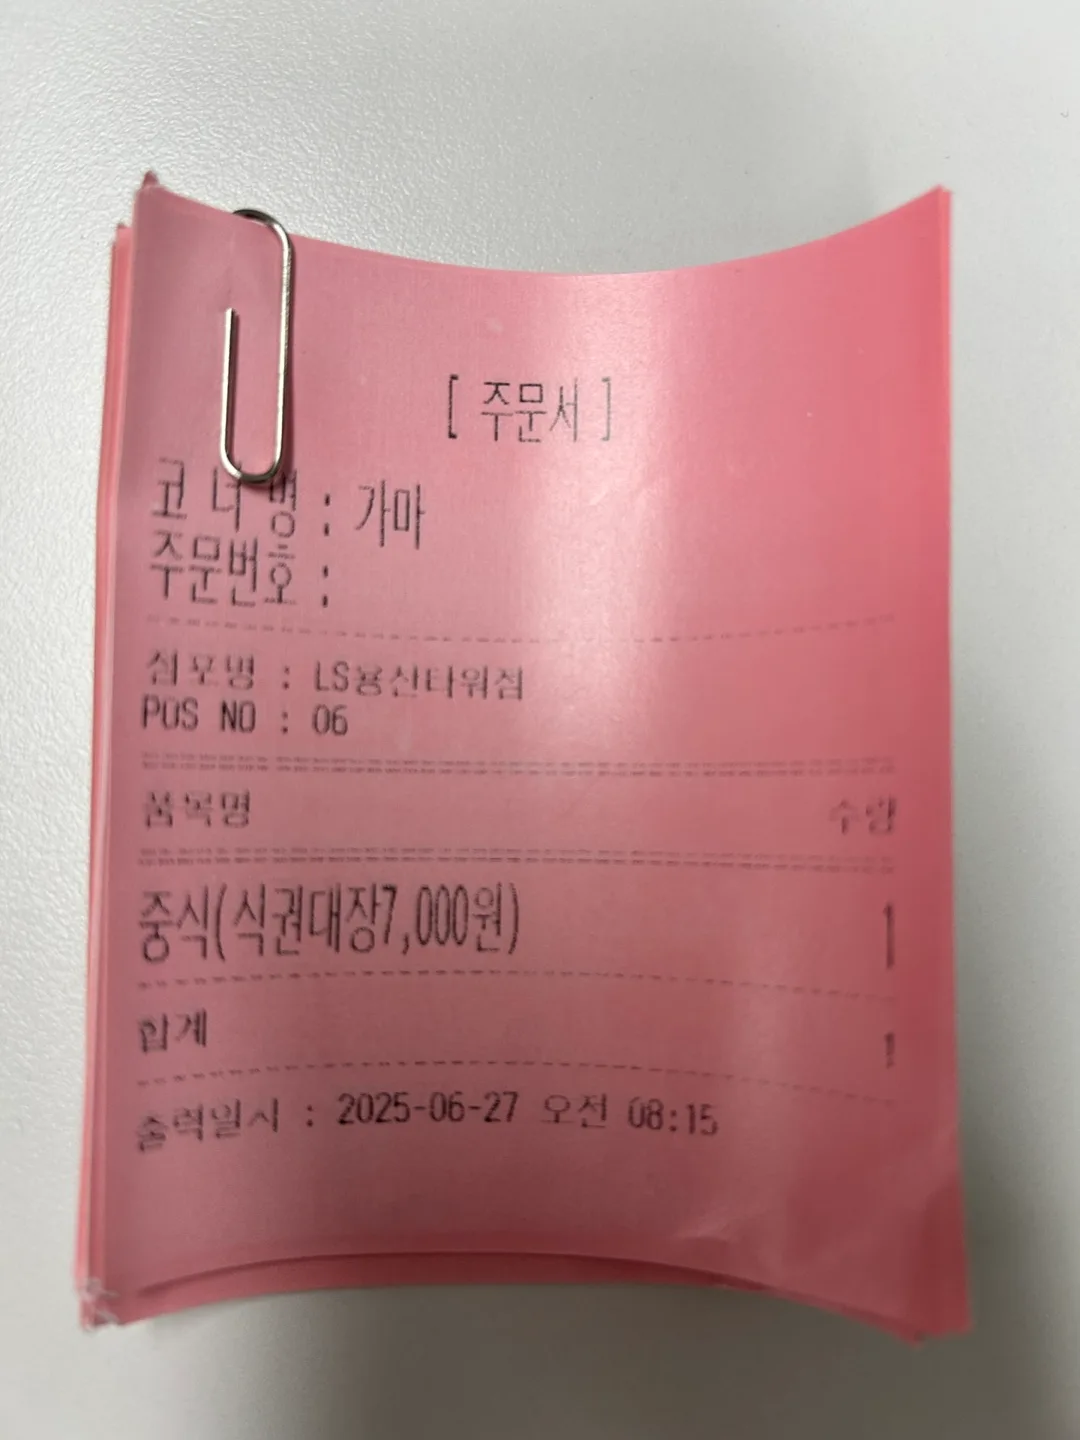 [ 주문서 ]
코 너 명 : 가마
주문번호 :
점포명 : LS용산타워점
POS NO : 06
품목명 수량
중식(식권대장7,000원) 1
합계 1
출력일시 : 2025-06-27 오전 08:15